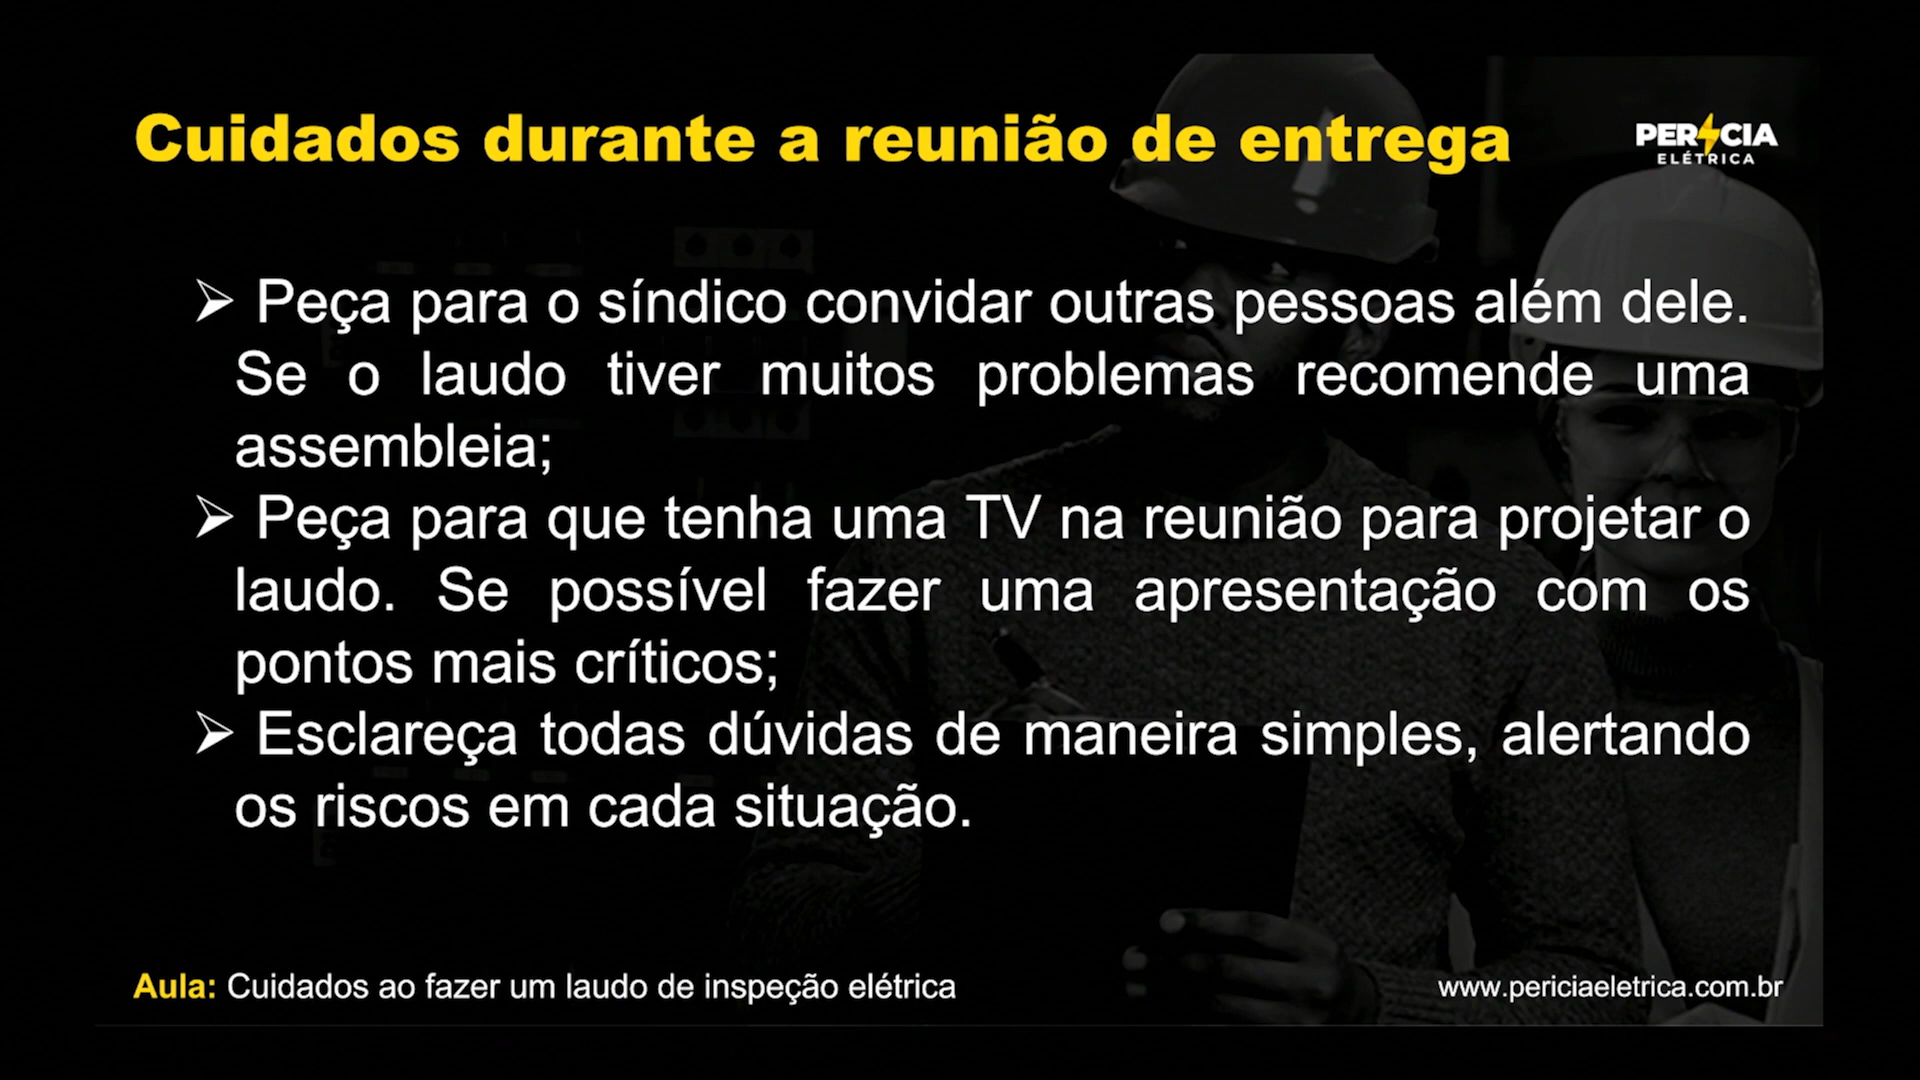 Cuidados durante a reunião de entrega
PERÍCIA
ELÉTRICA
➢ Peça para o síndico convidar outras pessoas além dele.
Se o laudo tiver muitos problemas recomende uma
assembleia;
➢ Peça para que tenha uma TV na reunião para projetar o
laudo. Se possível fazer uma apresentação com os
pontos mais críticos;
➢ Esclareça todas dúvidas de maneira simples, alertando
os riscos em cada situação.
Aula: Cuidados ao fazer um laudo de inspeção elétrica
www.periciaeletrica.com.br